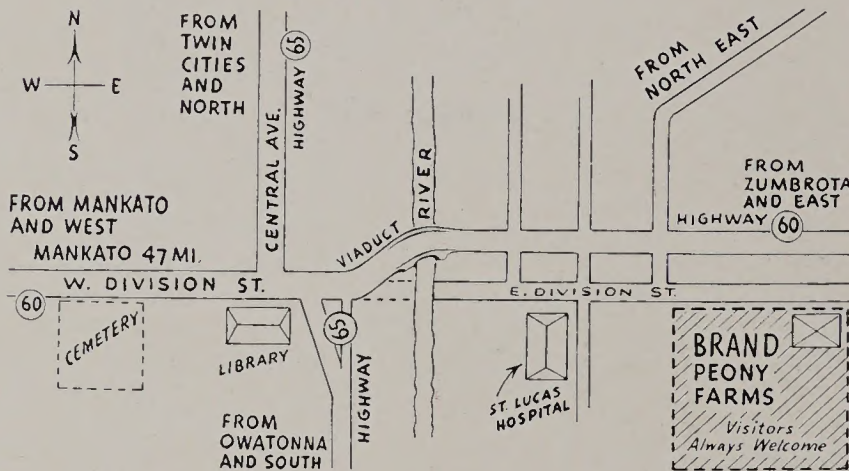 N
W E
S
FROM
TWIN
CITIES
AND
NORTH
CENTRAL AVE.
HIGHWAY 65
RIVER
FROM
NORTH EAST
FROM
ZUMBROTA
AND EAST
HIGHWAY 60
FROM MANKATO
AND WEST
MANKATO 47 MI.
VIADUCT
W. DIVISION ST.
E. DIVISION ST.
60
CEMETERY
LIBRARY
65
HIGHWAY
FROM
OWATONNA
AND SOUTH
ST. LUCAS
HOSPITAL
BRAND
PEONY
FARMS
Visitors
Always Welcome